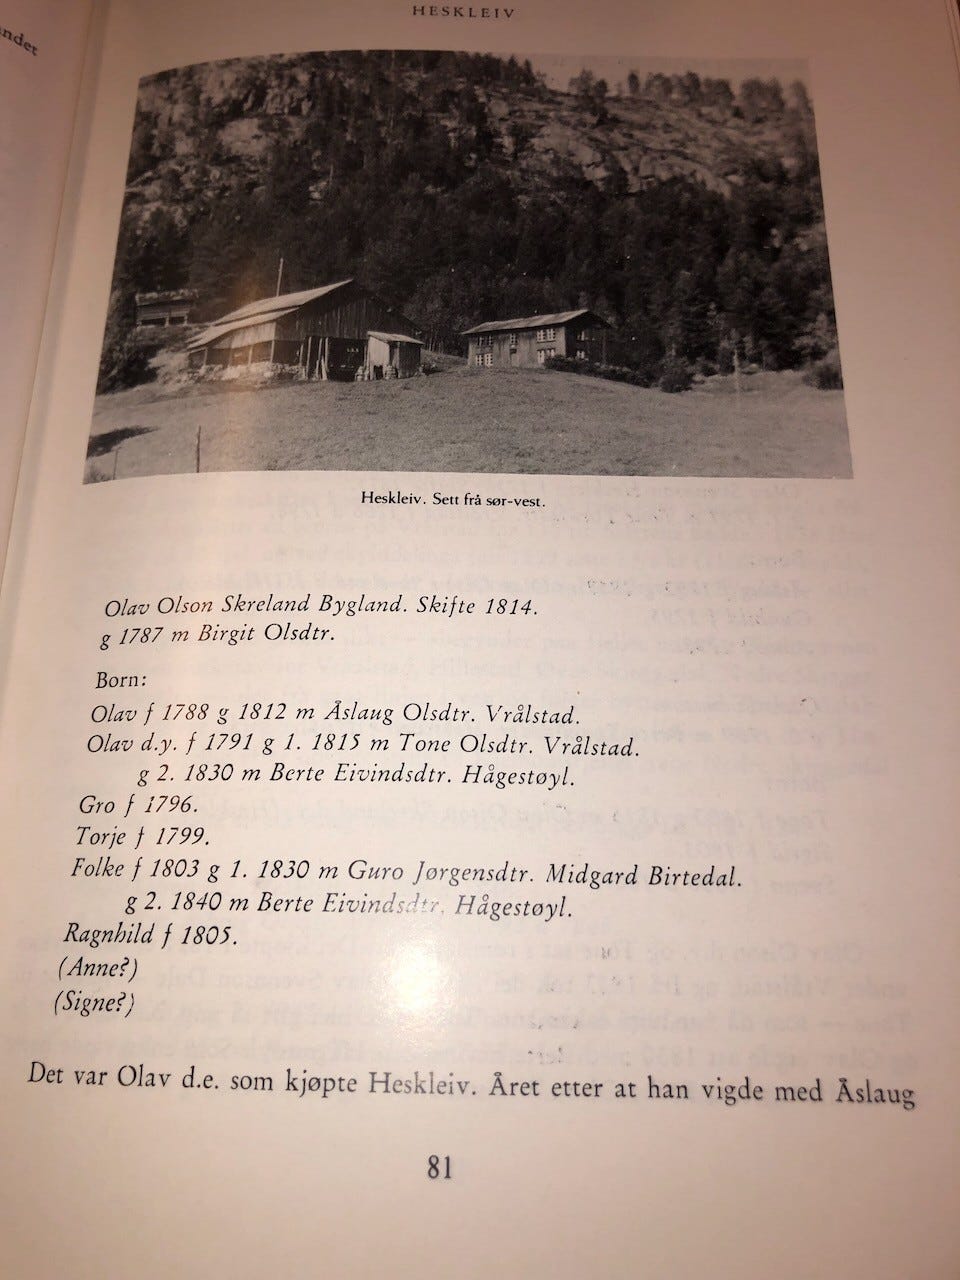 andet
HESKLEIV
Heskleiv. Sett frå sør-vest.
Olav Olson Skreland Bygland. Skifte 1814.
g 1787 m Birgit Olsdtr.
Born:
Olav f 1788 g 1812 m Åslaug Olsdtr. Vrålstad.
Olav d.y. f 1791 g 1. 1815 m Tone Olsdtr. Vrålstad.
g 2. 1830 m Berte Eivindsdtr. Hågestøyl.
Gro f 1796.
Torje f 1799.
Folke f 1803 g 1. 1830 m Guro Jørgensdtr. Midgard Birtedal.
g 2. 1840 m Berte Eivindsdtr. Hågestøyl.
Ragnhild f 1805.
(Anne?)
(Signe?)
Det var Olav d.e. som kjøpte Heskleiv. Året etter at han vigde med Åslaug
81